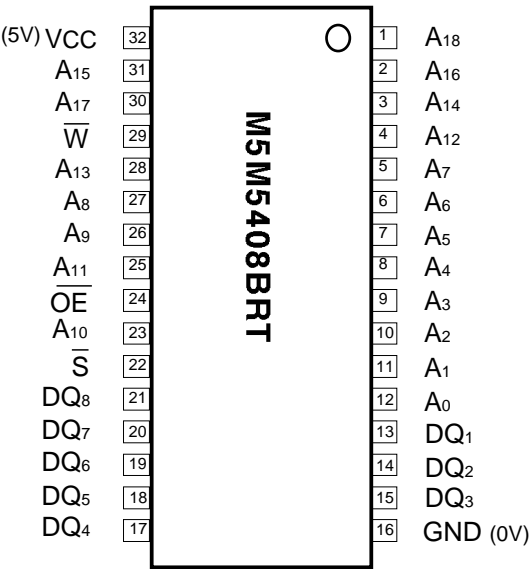 (5V) VCC 32 1 A18
A15 31 2 A16
A17 30 3 A14
W 29 4 A12
A13 28 5 A7
A8 27 6 A6
A9 26 7 A5
A11 25 8 A4
OE 24 9 A3
A10 23 10 A2
S 22 11 A1
DQ8 21 12 A0
DQ7 20 13 DQ1
DQ6 19 14 DQ2
DQ5 18 15 DQ3
DQ4 17 16 GND (0V)
M5M5408BRT